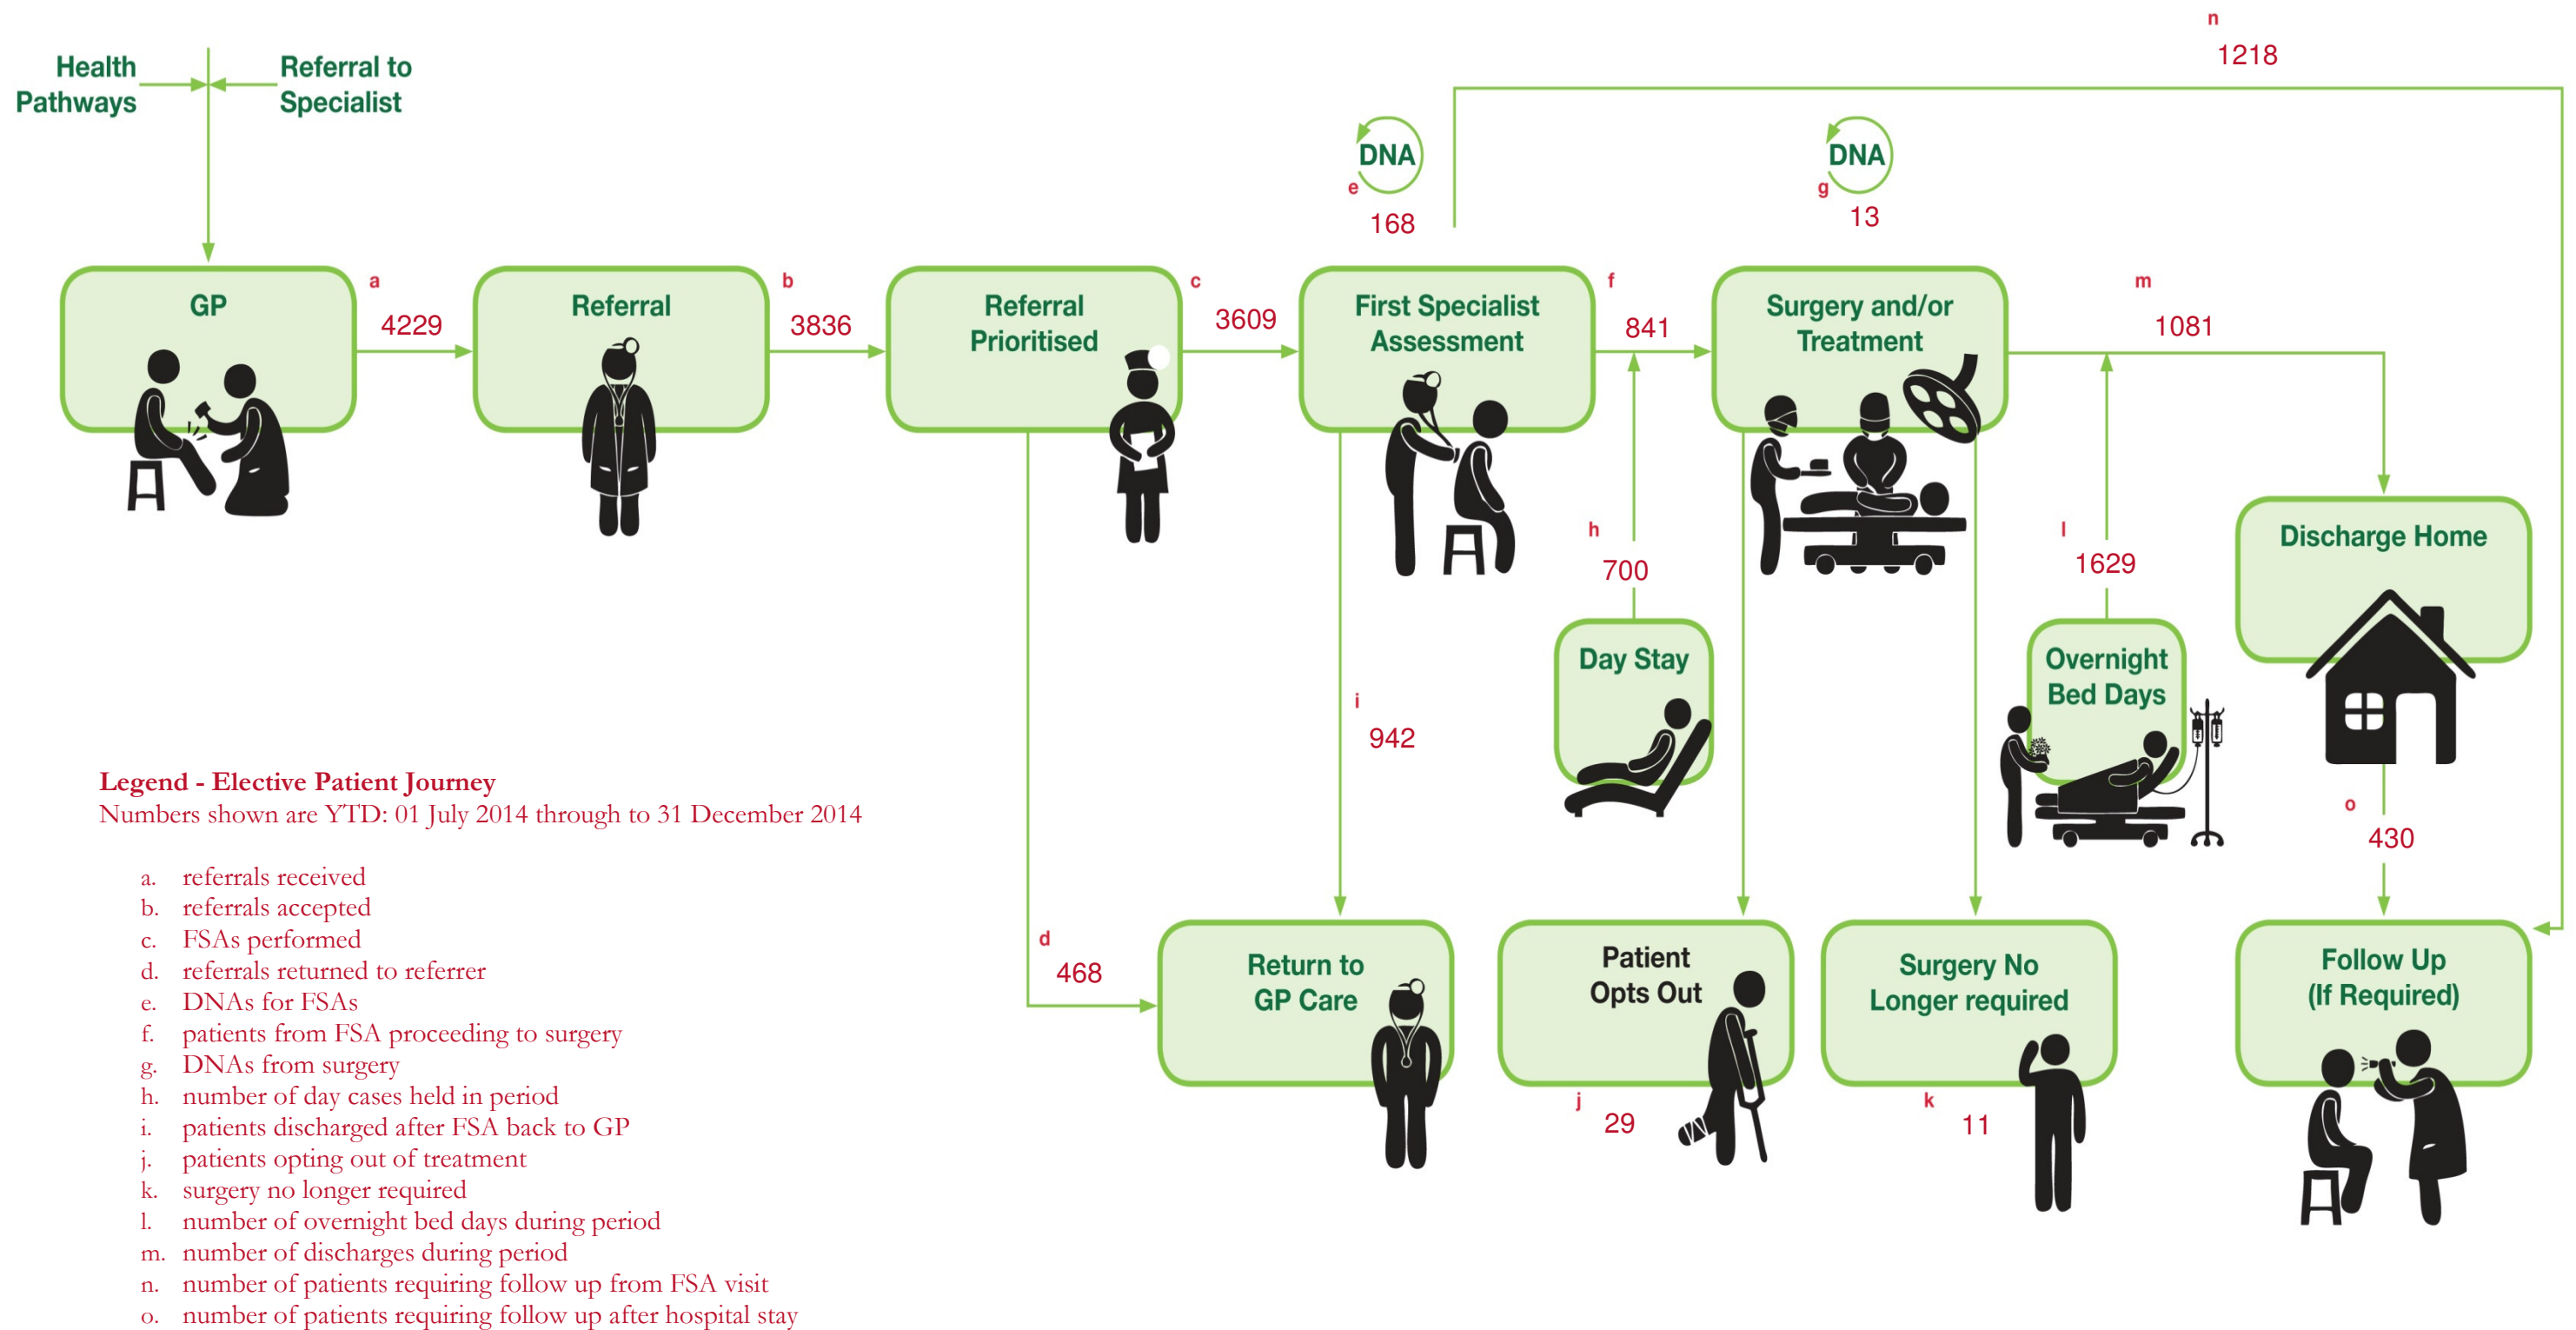 n
1218
Health
Pathways
Referral to
Specialist
DNA
e
168
DNA
g
13
GP
a
4229
Referral
b
3836
Referral
Prioritised
c
3609
First Specialist
Assessment
f
841
Surgery and/or
Treatment
m
1081
h
700
l
1629
Discharge Home
Day Stay
Overnight
Bed Days
i
942
o
430
d
468
Return to
GP Care
Patient
Opts Out
j
29
Surgery No
Longer required
k
11
Follow Up
(If Required)
Legend - Elective Patient Journey
Numbers shown are YTD: 01 July 2014 through to 31 December 2014
a. referrals received
b. referrals accepted
c. FSAs performed
d. referrals returned to referrer
e. DNAs for FSAs
f. patients from FSA proceeding to surgery
g. DNAs from surgery
h. number of day cases held in period
i. patients discharged after FSA back to GP
j. patients opting out of treatment
k. surgery no longer required
l. number of overnight bed days during period
m. number of discharges during period
n. number of patients requiring follow up from FSA visit
o. number of patients requiring follow up after hospital stay